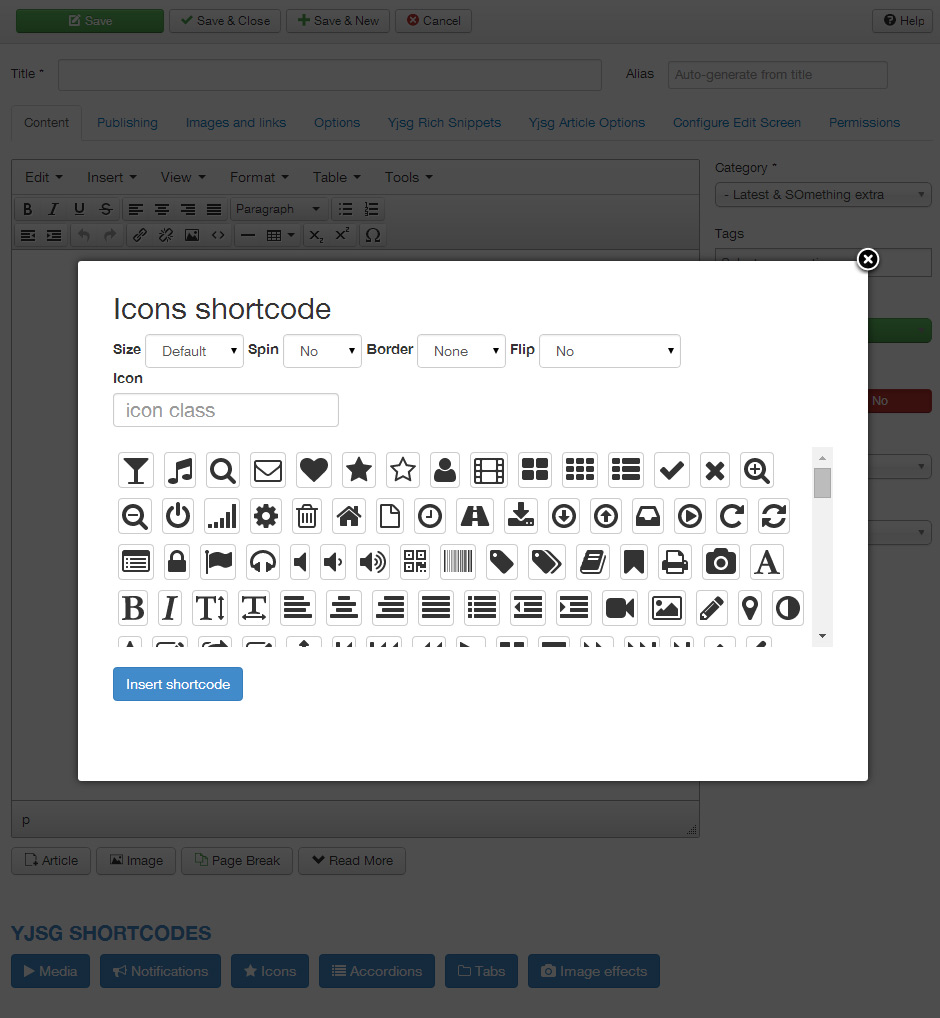 Save Save & Close Save & New Cancel Help
Title * Alias Auto-generate from title
Content Publishing Images and links Options Yjsg Rich Snippets Yjsg Article Options Configure Edit Screen Permissions
Edit Insert View Format Table Tools
Category *
- Latest & SOmething extra
Paragraph
Tags
Icons shortcode
Size Default Spin No Border None Flip No
Icon
No
icon class
Insert shortcode
p
Article Image Page Break Read More
YJSG SHORTCODES
Media Notifications Icons Accordions Tabs Image effects